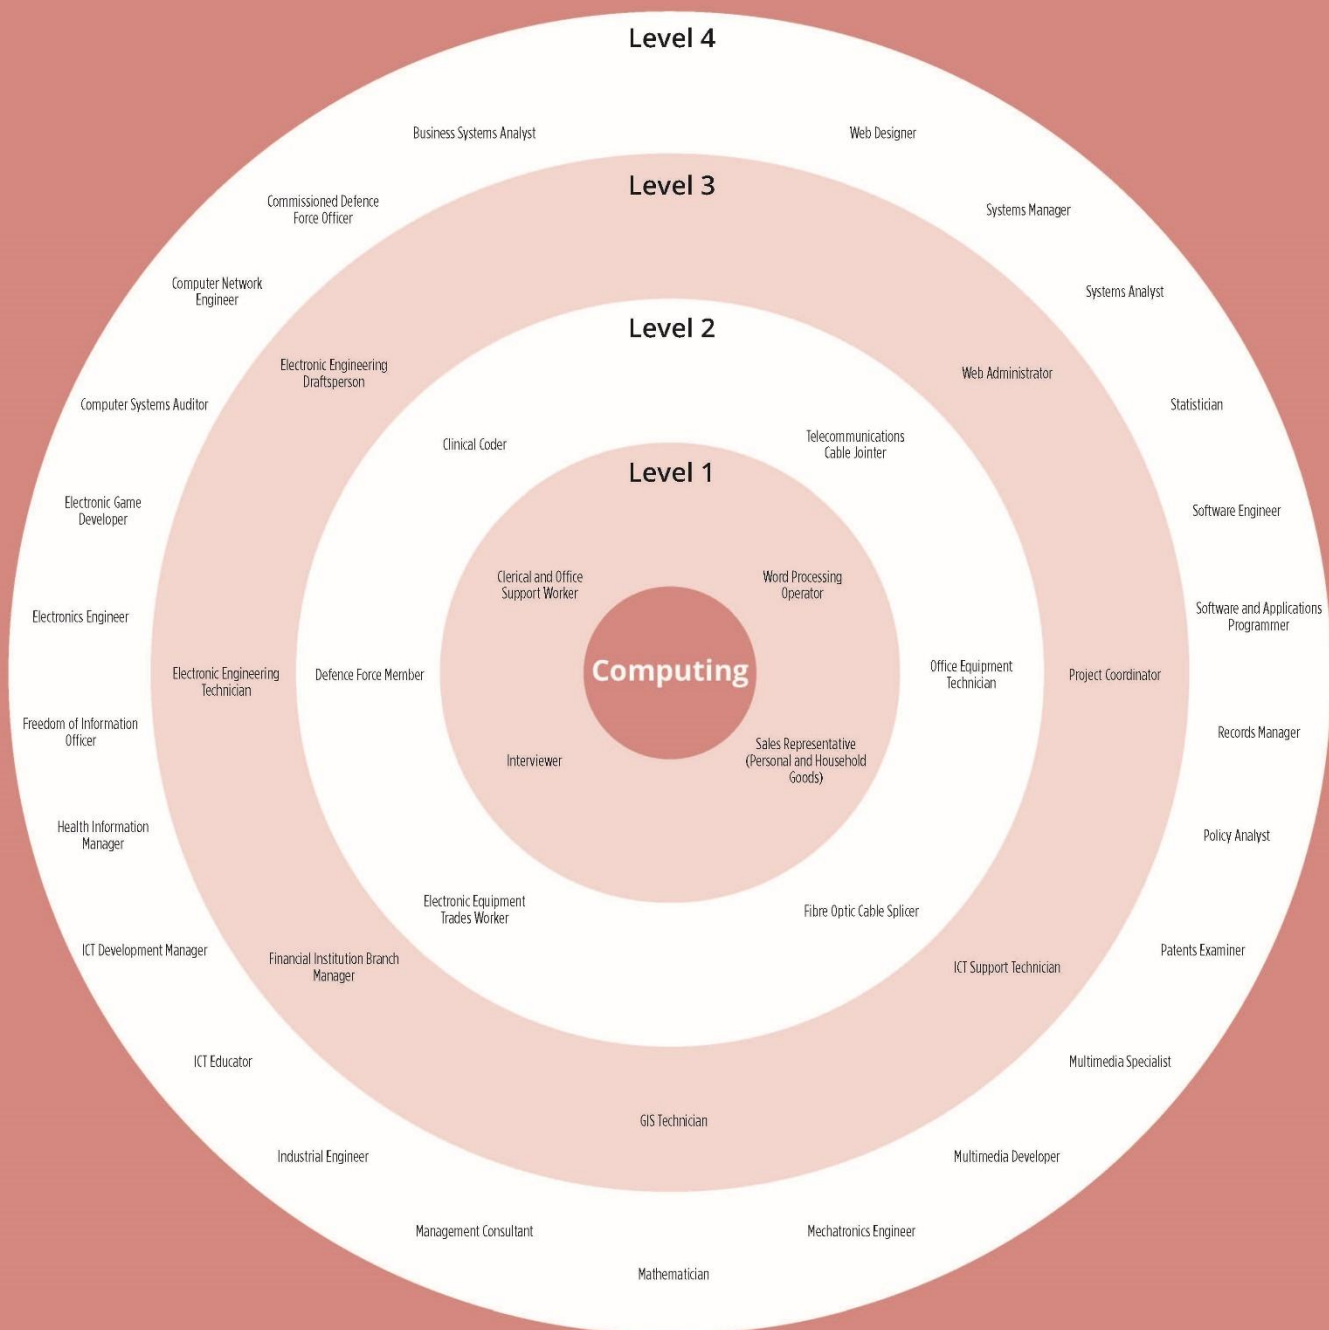 Level 4
Business Systems Analyst
Web Designer
Commissioned Defence
Force Officer
Systems Manager
Computer Network
Engineer
Systems Analyst
Computer Systems Auditor
Statistician
Electronic Game
Developer
Software Engineer
Electronics Engineer
Software and Applications
Programmer
Freedom of Information
Officer
Records Manager
Health Information
Manager
Policy Analyst
ICT Development Manager
Patents Examiner
ICT Educator
Multimedia Specialist
Industrial Engineer
Multimedia Developer
Management Consultant
Mechatronics Engineer
Mathematician
Level 3
Electronic Engineering
Draftsperson
Web Administrator
Electronic Engineering
Technician
Project Coordinator
Financial Institution Branch
Manager
ICT Support Technician
GIS Technician
Level 2
Clinical Coder
Telecommunications
Cable Jointer
Defence Force Member
Office Equipment
Technician
Electronic Equipment
Trades Worker
Fibre Optic Cable Splicer
Level 1
Clerical and Office
Support Worker
Word Processing
Operator
Interviewer
Sales Representative
(Personal and Household
Goods)
Computing